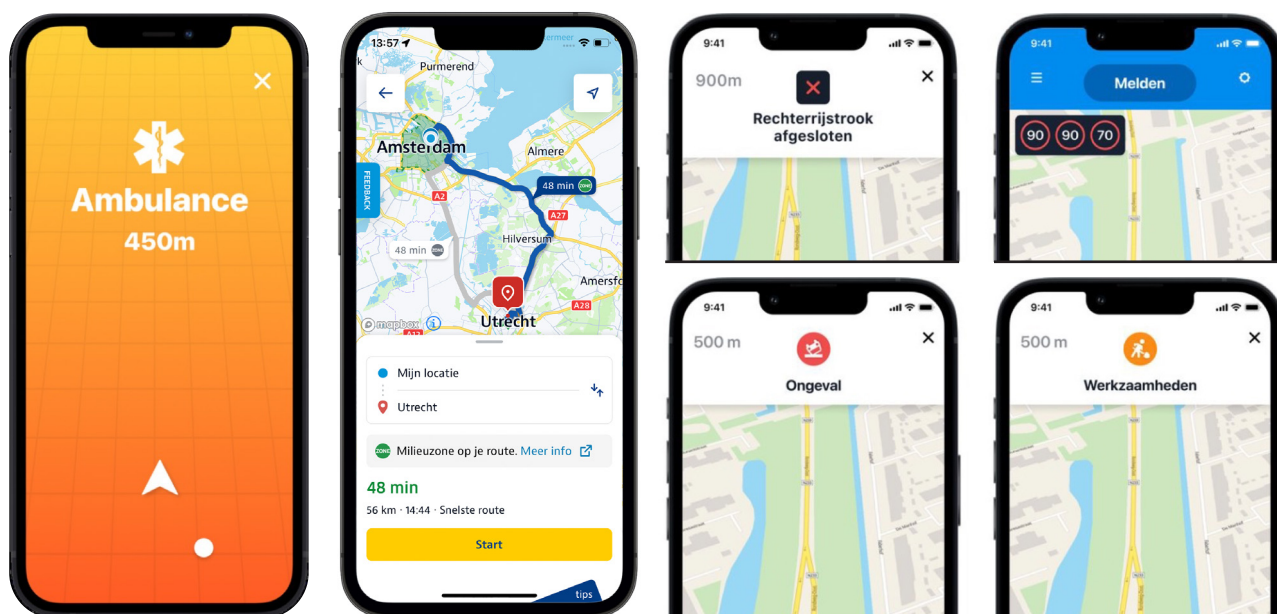 Ambulance
450m
13:57
Purmerend
Amsterdam
Almere
FEEDBACK
48 min ZONE
A2
A27
Hilversum
48 min ZONE
Amersfo
A28
Utrecht
mapbox
Mijn locatie
Utrecht
ZONE Milieuzone op je route. Meer info
48 min
56 km · 14:44 · Snelste route
Start
tips
9:41
900m
Rechterrijstrook
afgesloten
9:41
Melden
90 90 70
9:41
500 m
Ongeval
9:41
500 m
Werkzaamheden